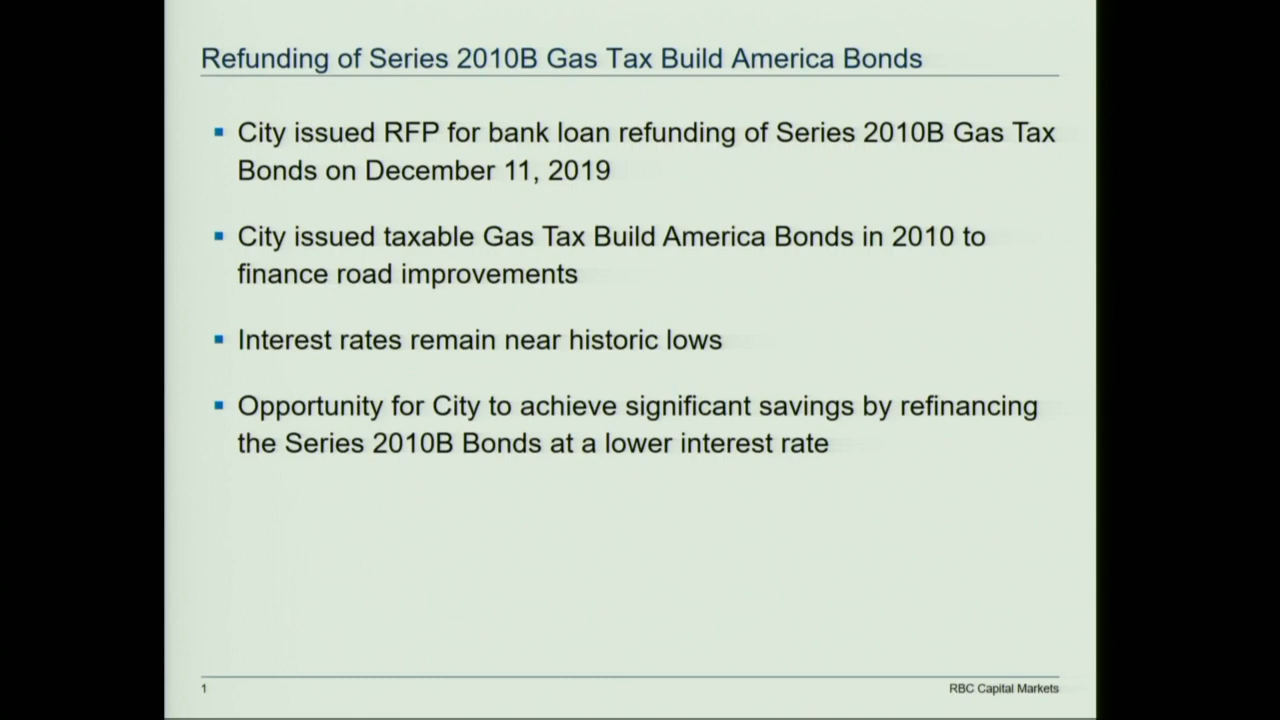 Refunding of Series 2010B Gas Tax Build America Bonds
▪ City issued RFP for bank loan refunding of Series 2010B Gas Tax
Bonds on December 11, 2019
▪ City issued taxable Gas Tax Build America Bonds in 2010 to
finance road improvements
▪ Interest rates remain near historic lows
▪ Opportunity for City to achieve significant savings by refinancing
the Series 2010B Bonds at a lower interest rate
1
RBC Capital Markets